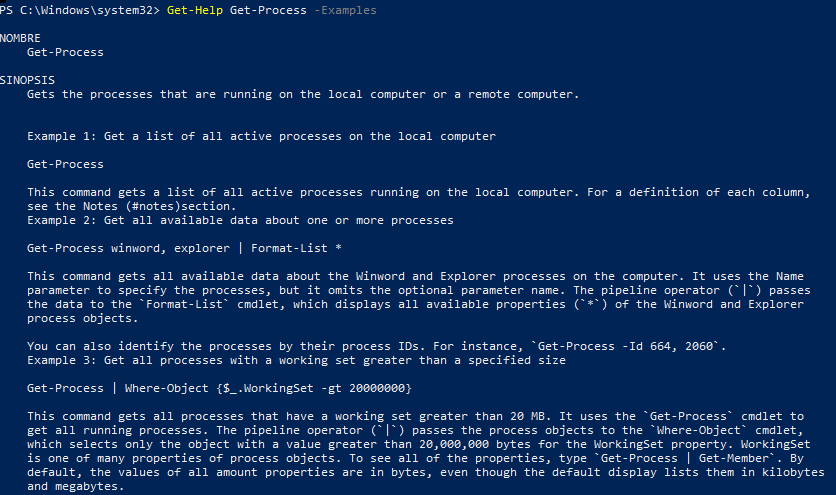 PS C:\Windows\system32> Get-Help Get-Process -Examples
NOMBRE
Get-Process
SINOPSIS
Gets the processes that are running on the local computer or a remote computer.
Example 1: Get a list of all active processes on the local computer
Get-Process
This command gets a list of all active processes running on the local computer. For a definition of each column,
see the Notes (#notes)section.
Example 2: Get all available data about one or more processes
Get-Process winword, explorer | Format-List *
This command gets all available data about the Winword and Explorer processes on the computer. It uses the Name
parameter to specify the processes, but it omits the optional parameter name. The pipeline operator (`|`) passes
the data to the `Format-List` cmdlet, which displays all available properties (`*`) of the Winword and Explorer
process objects.
You can also identify the processes by their process IDs. For instance, `Get-Process -Id 664, 2060`.
Example 3: Get all processes with a working set greater than a specified size
Get-Process | Where-Object {$_.WorkingSet -gt 20000000}
This command gets all processes that have a working set greater than 20 MB. It uses the `Get-Process` cmdlet to
get all running processes. The pipeline operator (`|`) passes the process objects to the `Where-Object` cmdlet,
which selects only the object with a value greater than 20,000,000 bytes for the WorkingSet property. WorkingSet
is one of many properties of process objects. To see all of the properties, type `Get-Process | Get-Member`. By
default, the values of all amount properties are in bytes, even though the default display lists them in kilobytes
and megabytes.